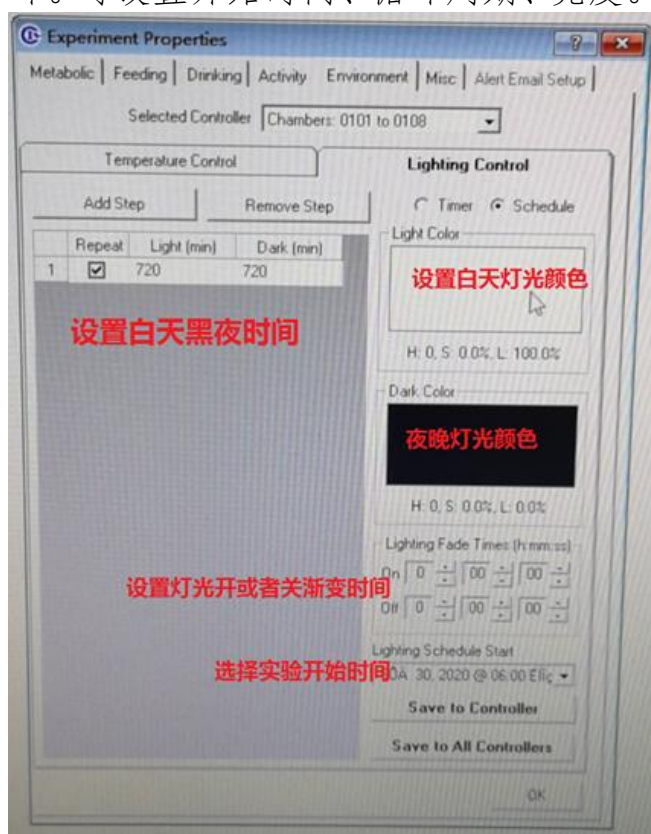 Experiment Properties
Metabolic Feeding Drinking Activity Environment Misc Alert Email Setup
Selected Controller Chambers: 0101 to 0108
Temperature Control Lighting Control
Add Step Remove Step Timer Schedule
Light Color
Repeat Light (min) Dark (min)
1 720 720
设置白天灯光颜色
设置白天黑夜时间
H: 0, S: 0.0%, L: 100.0%
Dark Color
夜晚灯光颜色
H: 0, S: 0.0%, L: 0.0%
Lighting Fade Times (h:mm:ss)
On 0 00 00
设置灯光开或者关渐变时间
Off 0 00 00
Lighting Schedule Start
选择实验开始时间
30, 2020 @ 06:00
Save to Controller
Save to All Controllers
OK